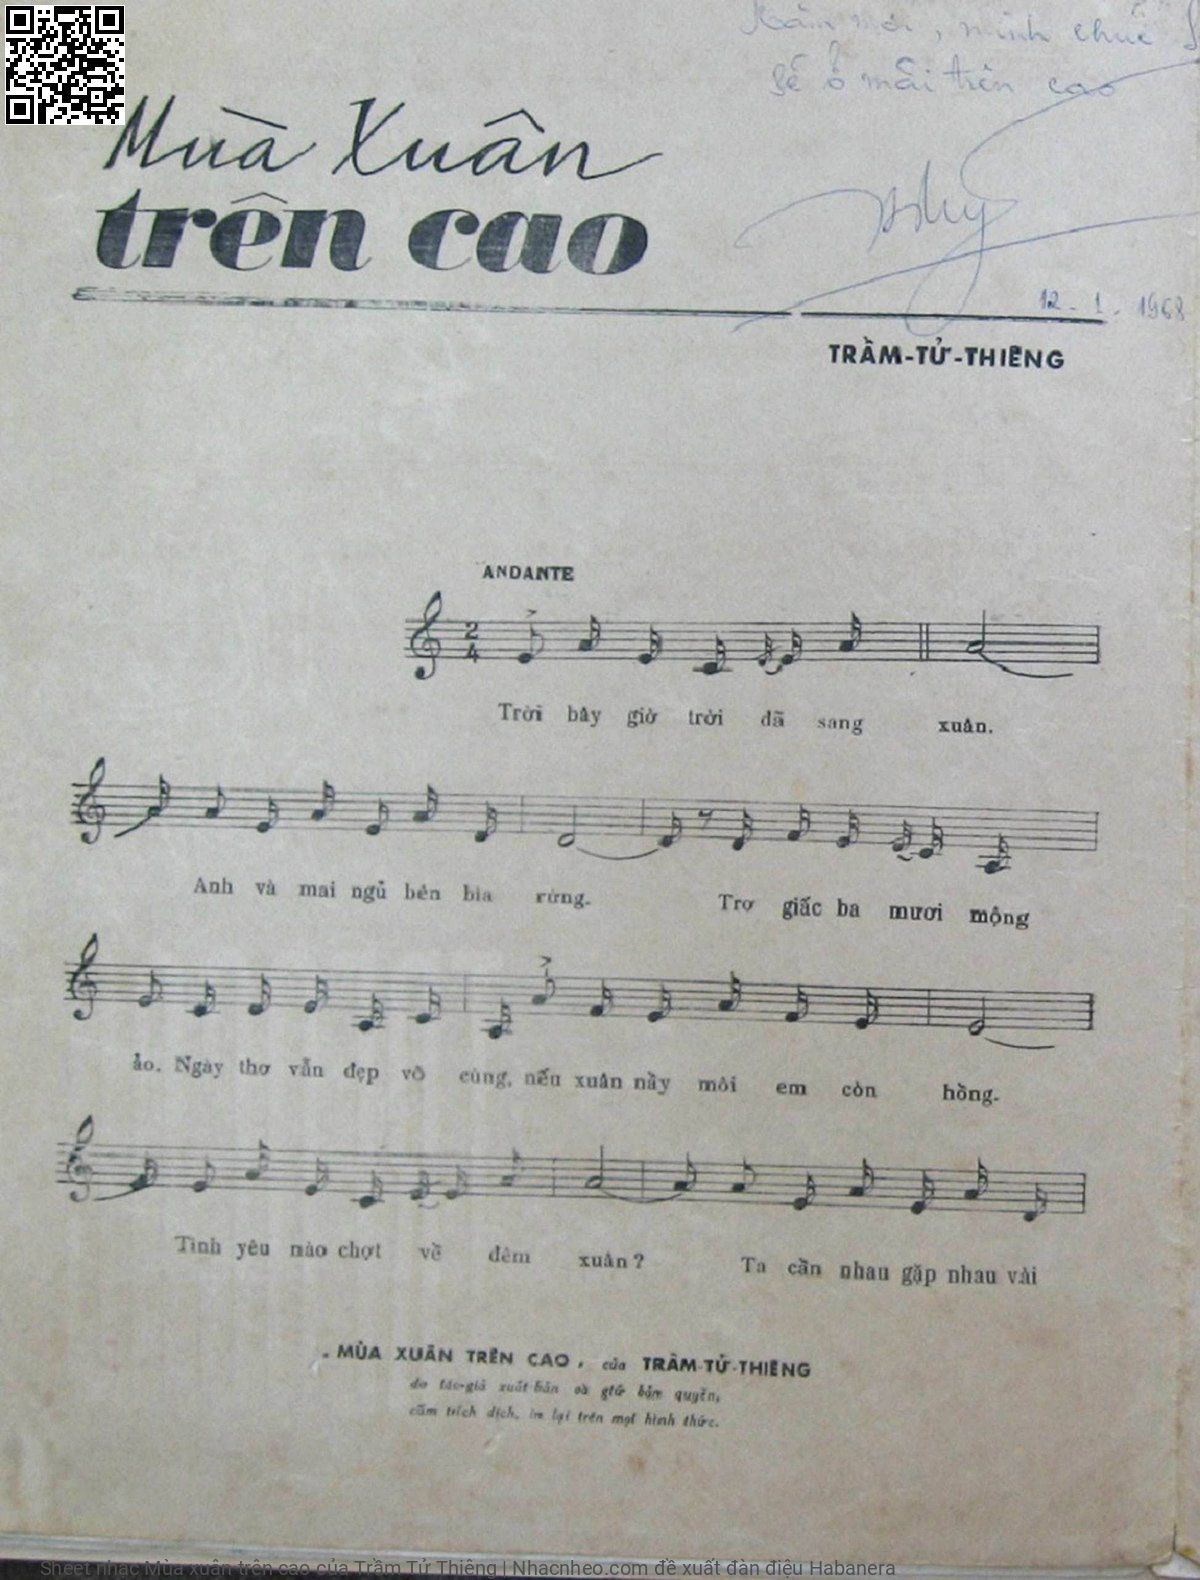 mới, mình chúc
sẽ ở mãi trên cao
Mùa Xuân
trên cao
12 - 1 - 1968
TRẦM-TỬ-THIÊNG
ANDANTE
2
4
Trời bây giờ trời đã sang xuân.
Anh và mai ngủ bên bìa rừng. Trợ giấc ba mươi mộng
ảo. Ngày thơ vẫn đẹp vô cùng, nếu xuân nầy môi em còn hồng.
Tình yêu nào chợt về đêm xuân? Ta cần nhau gặp nhau vài
« MÙA XUÂN TRÊN CAO » của TRẦM-TỬ-THIÊNG
do tác-giả xuất-bản và giữ bản quyền,
cấm trích dịch, in lại trên mọi hình thức.
Sheet nhạc Mùa xuân trên cao của Trầm Tử Thiêng | Nhacnheo.com đề xuất đàn điệu Habanera